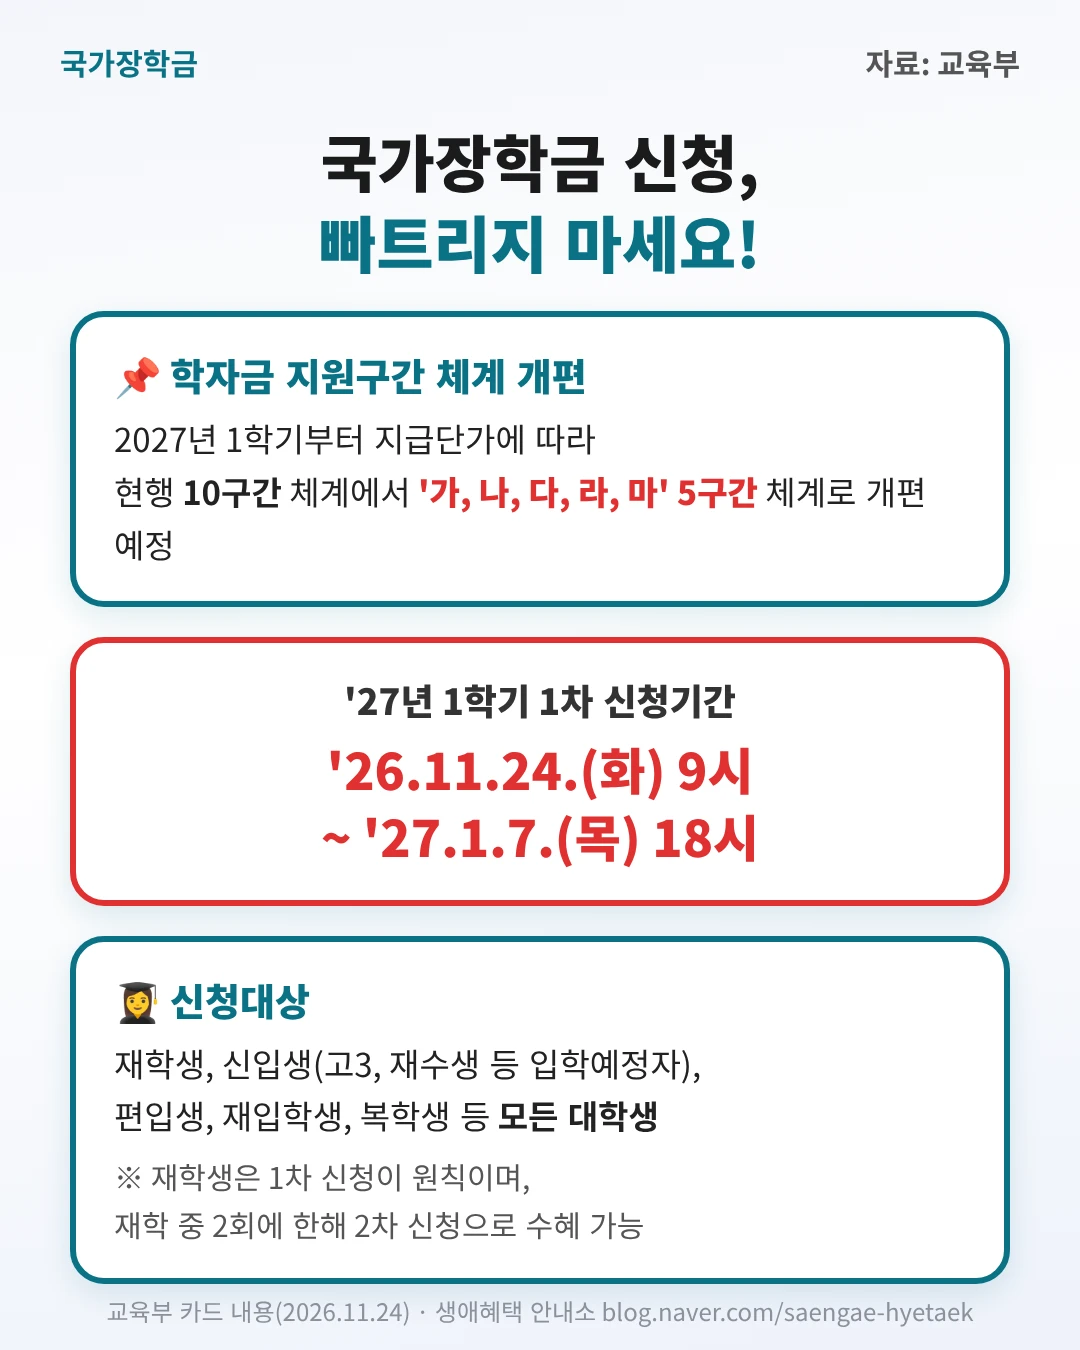 국가장학금
자료: 교육부
국가장학금 신청,
빠트리지 마세요!
📌 학자금 지원구간 체계 개편
2027년 1학기부터 지급단가에 따라
현행 10구간 체계에서 '가, 나, 다, 라, 마' 5구간 체계로 개편
예정
'27년 1학기 1차 신청기간
'26.11.24.(화) 9시
~ '27.1.7.(목) 18시
👩‍🎓 신청대상
재학생, 신입생(고3, 재수생 등 입학예정자),
편입생, 재입학생, 복학생 등 모든 대학생
※ 재학생은 1차 신청이 원칙이며,
재학 중 2회에 한해 2차 신청으로 수혜 가능
교육부 카드 내용(2026.11.24) · 생애혜택 안내소 blog.naver.com/saengae-hyetaek